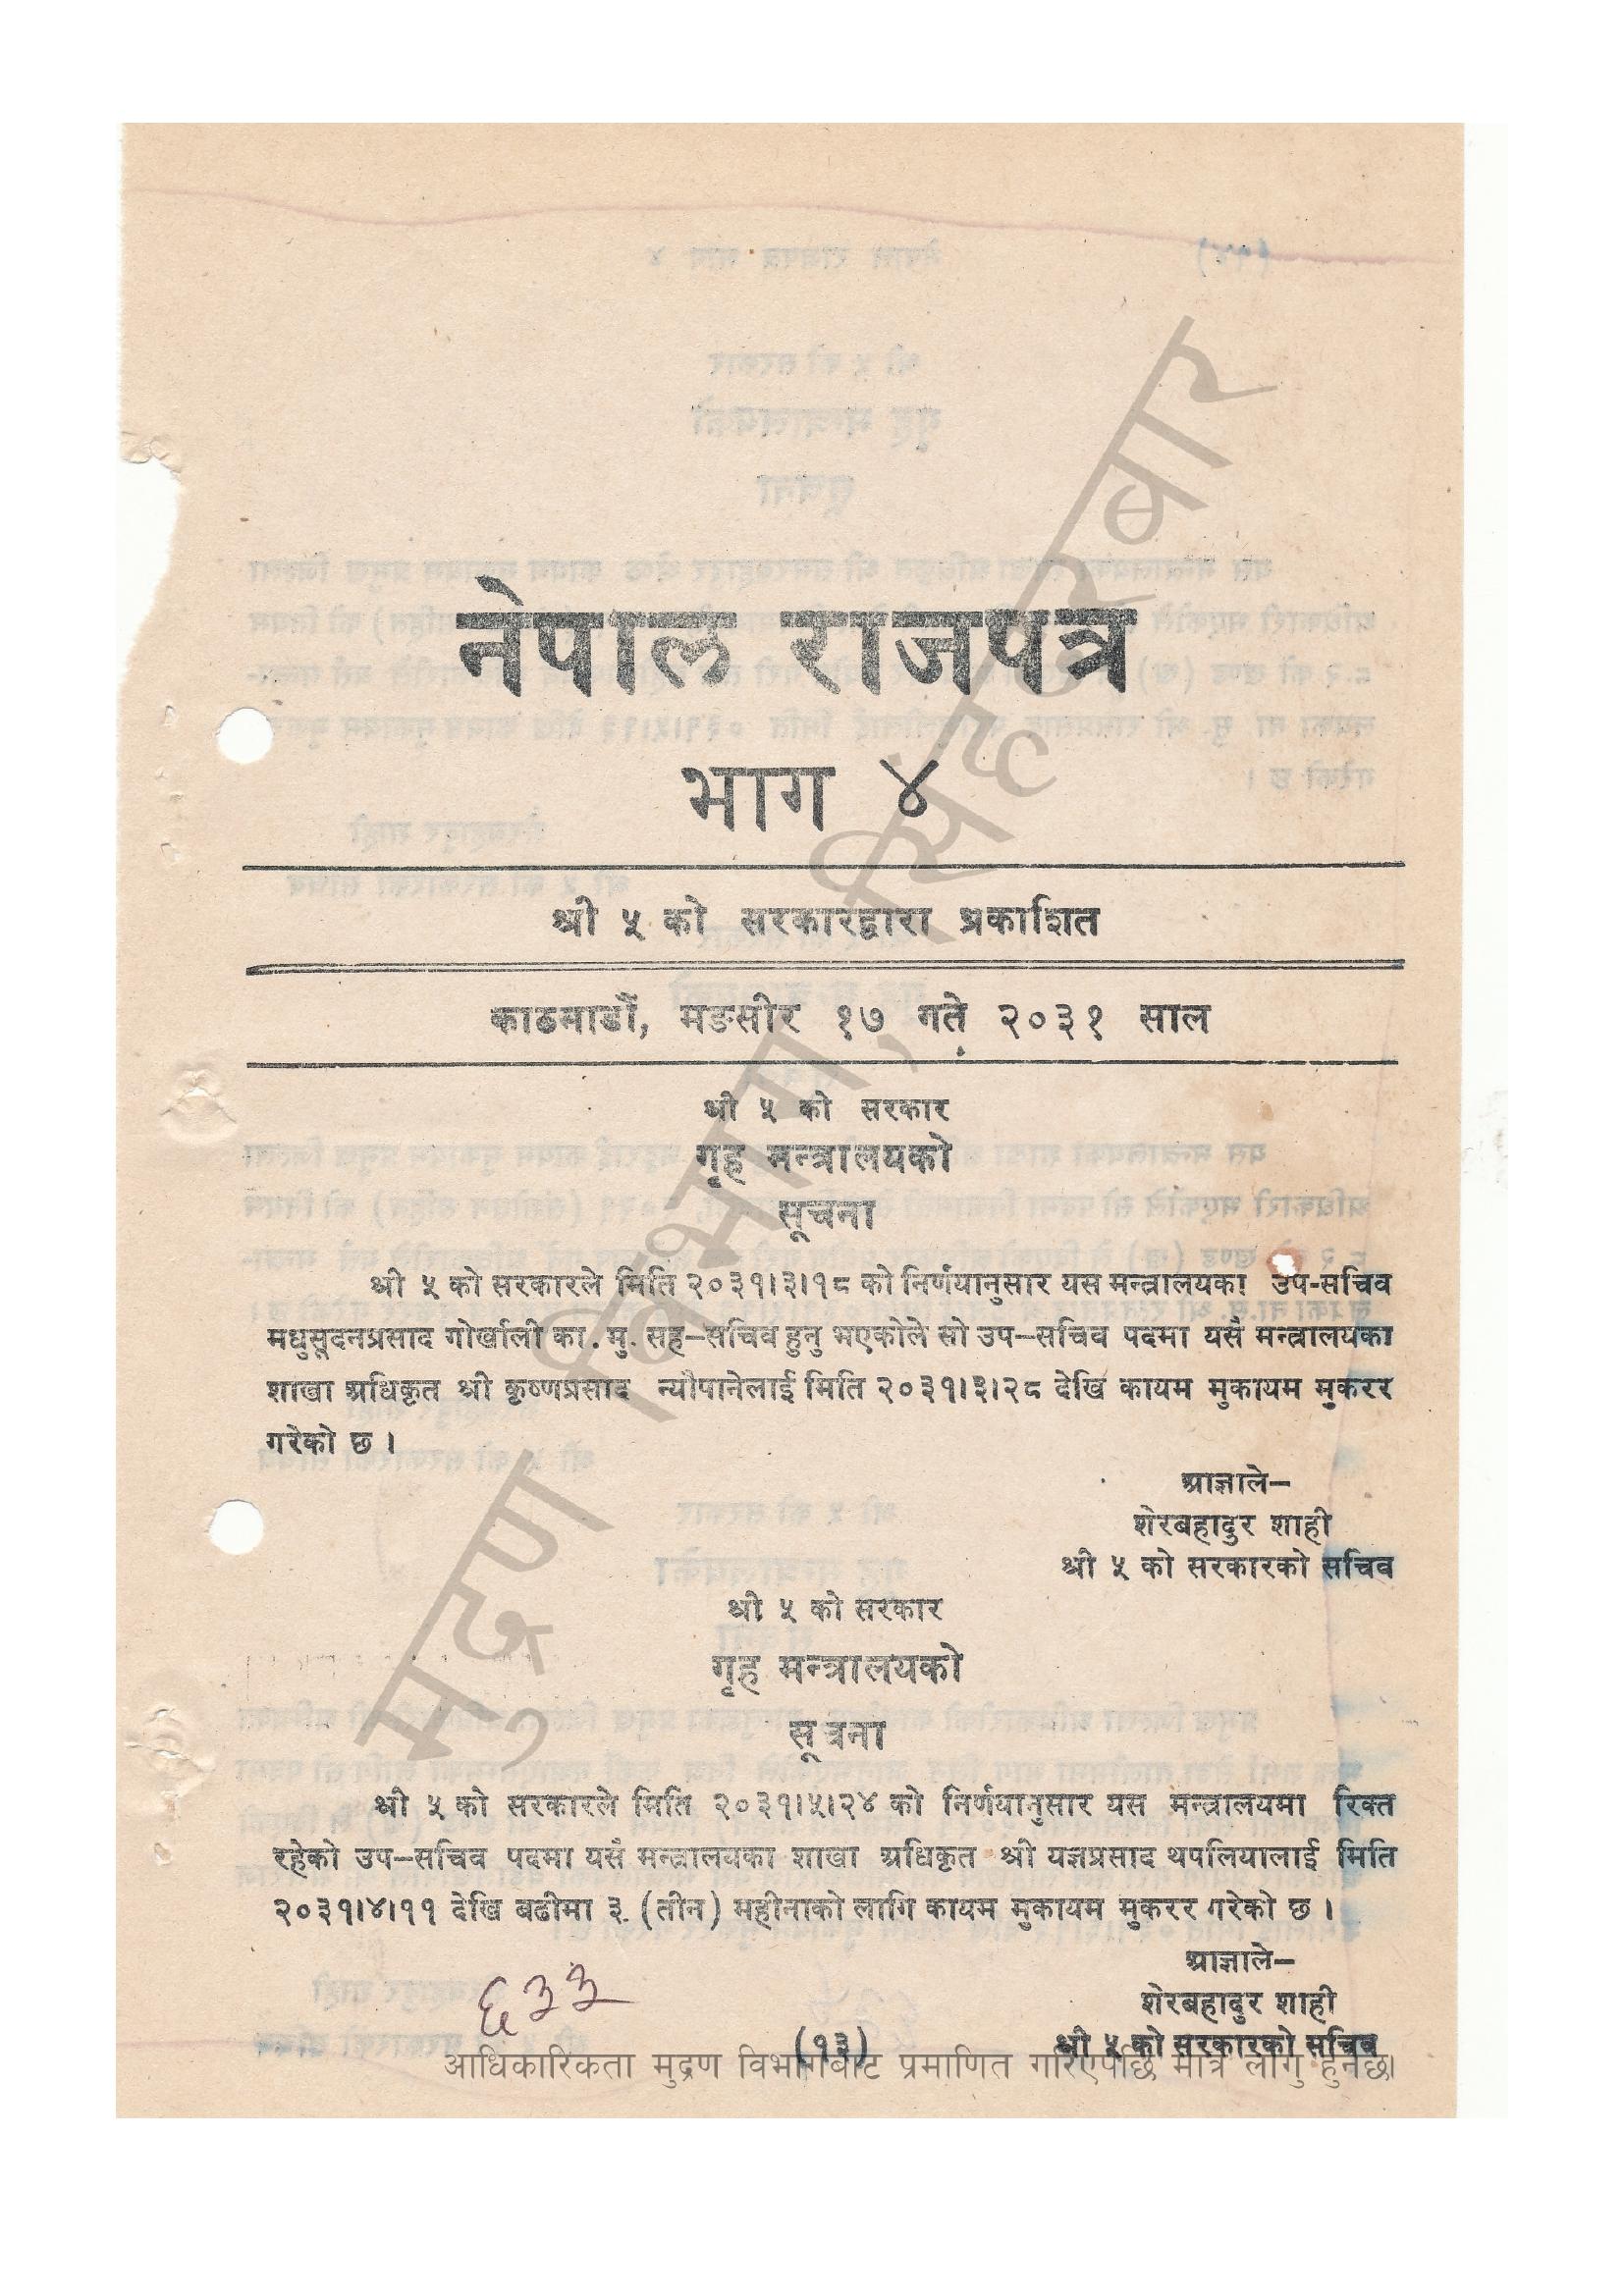 नेपाल राजपत्र
भाग ४
श्री ५ को सरकारद्वारा प्रकाशित
काठमाडौं, मङसीर १७ गते २०३१ साल
श्री ५ को सरकार
गृह मन्त्रालयको
सूचना
श्री ५ को सरकारले मिति २०३१।३।१८ को निर्णयानुसार यस मन्त्रालयका उप-सचिव
मधुसूदनप्रसाद गोर्खाली का. मु. सह–सचिव हुनु भएकोले सो उप–सचिव पदमा यसै मन्त्रालयका
शाखा अधिकृत श्री कृष्णप्रसाद न्यौपानेलाई मिति २०३१।३।२८ देखि कायम मुकायम मुकरर
गरेको छ ।
आज्ञाले–
शेरबहादुर शाही
श्री ५ को सरकारको सचिव
श्री ५ को सरकार
गृह मन्त्रालयको
सूचना
श्री ५ को सरकारले मिति २०३१।५।२४ को निर्णयानुसार यस मन्त्रालयमा रिक्त
रहेको उप–सचिव पदमा यसै मन्त्रालयका शाखा अधिकृत श्री यज्ञप्रसाद थपलियालाई मिति
२०३१।४।११ देखि बढीमा ३ (तीन) महीनाको लागि कायम मुकायम मुकरर गरेको छ ।
आज्ञाले–
शेरबहादुर शाही
श्री ५ को सरकारको सचिव
६३३
(१३)
आधिकारिकता मुद्रण विभागबाट प्रमाणित गरिएपछि मात्र लागु हुनेछ।
मुद्रण विभाग, सिंहदरबार